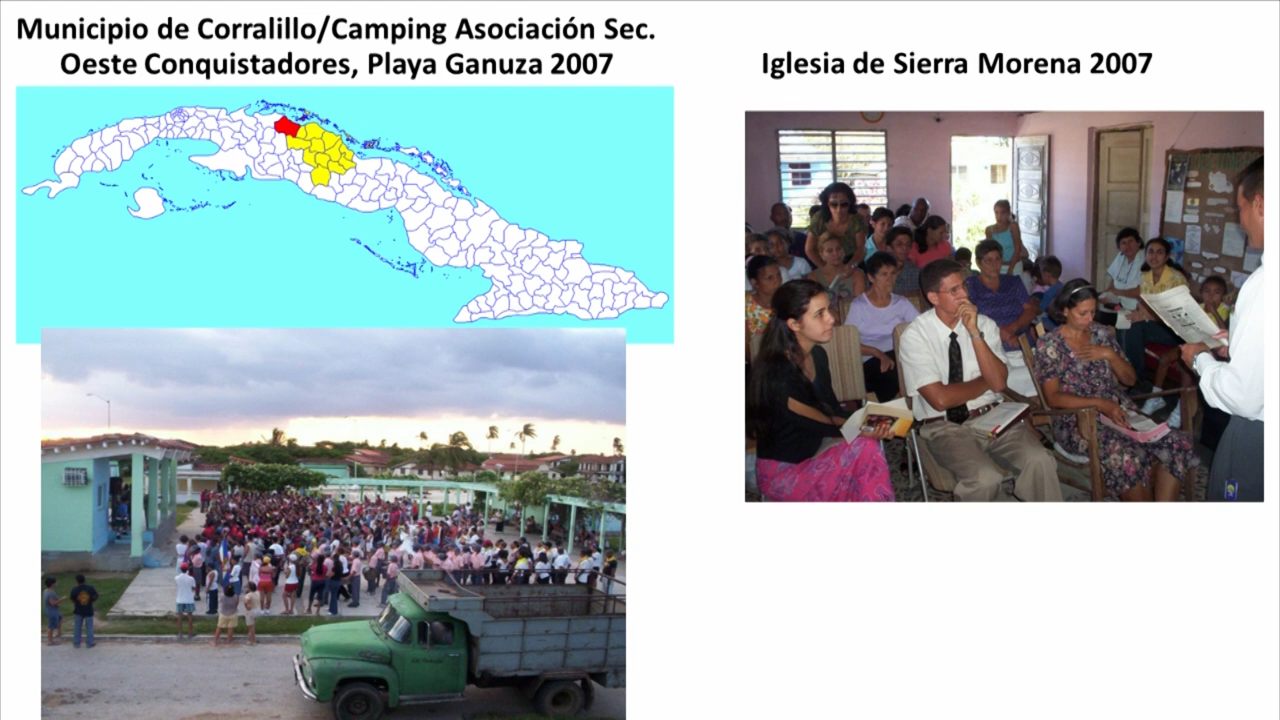 Municipio de Corralillo/Camping Asociación Sec.
Oeste Conquistadores, Playa Ganuza 2007
Iglesia de Sierra Morena 2007